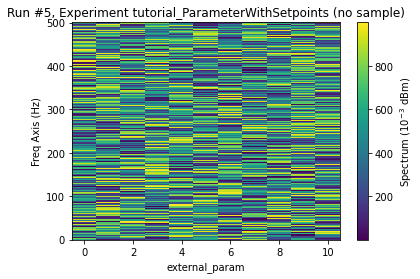 Run #5, Experiment tutorial_ParameterWithSetpoints (no sample)
500
400
300
200
100
0
Freq Axis (Hz)
0 2 4 6 8 10
external_param
800
600
400
200
Spectrum (10⁻³ dBm)